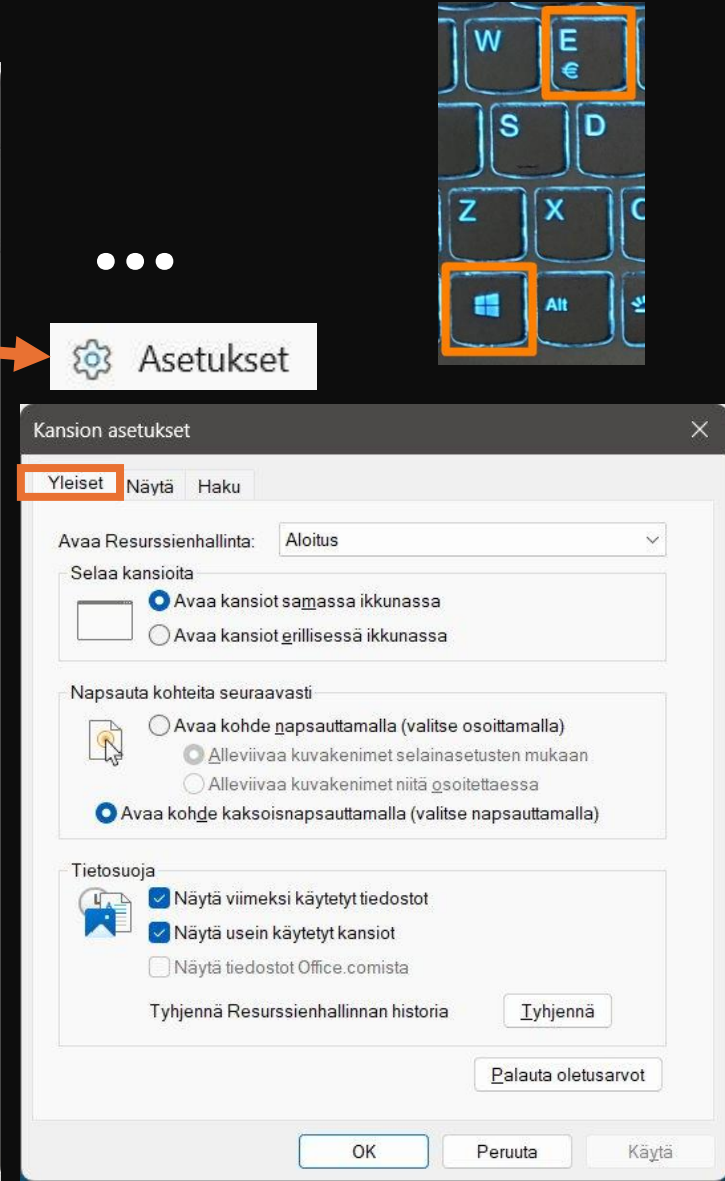 W
E
€
S
D
Z
X
C
Alt
...
Asetukset
Kansion asetukset
Yleiset
Näytä
Haku
Avaa Resurssienhallinta:
Aloitus
Selaa kansioita
Avaa kansiot samassa ikkunassa
Avaa kansiot erillisessä ikkunassa
Napsauta kohteita seuraavasti
Avaa kohde napsauttamalla (valitse osoittamalla)
Alleviivaa kuvakenimet selainasetusten mukaan
Alleviivaa kuvakenimet niitä osoitettaessa
Avaa kohde kaksoisnapsauttamalla (valitse napsauttamalla)
Tietosuoja
Näytä viimeksi käytetyt tiedostot
Näytä usein käytetyt kansiot
Näytä tiedostot Office.comista
Tyhjennä Resurssienhallinnan historia
Tyhjennä
Palauta oletusarvot
OK
Peruuta
Käytä